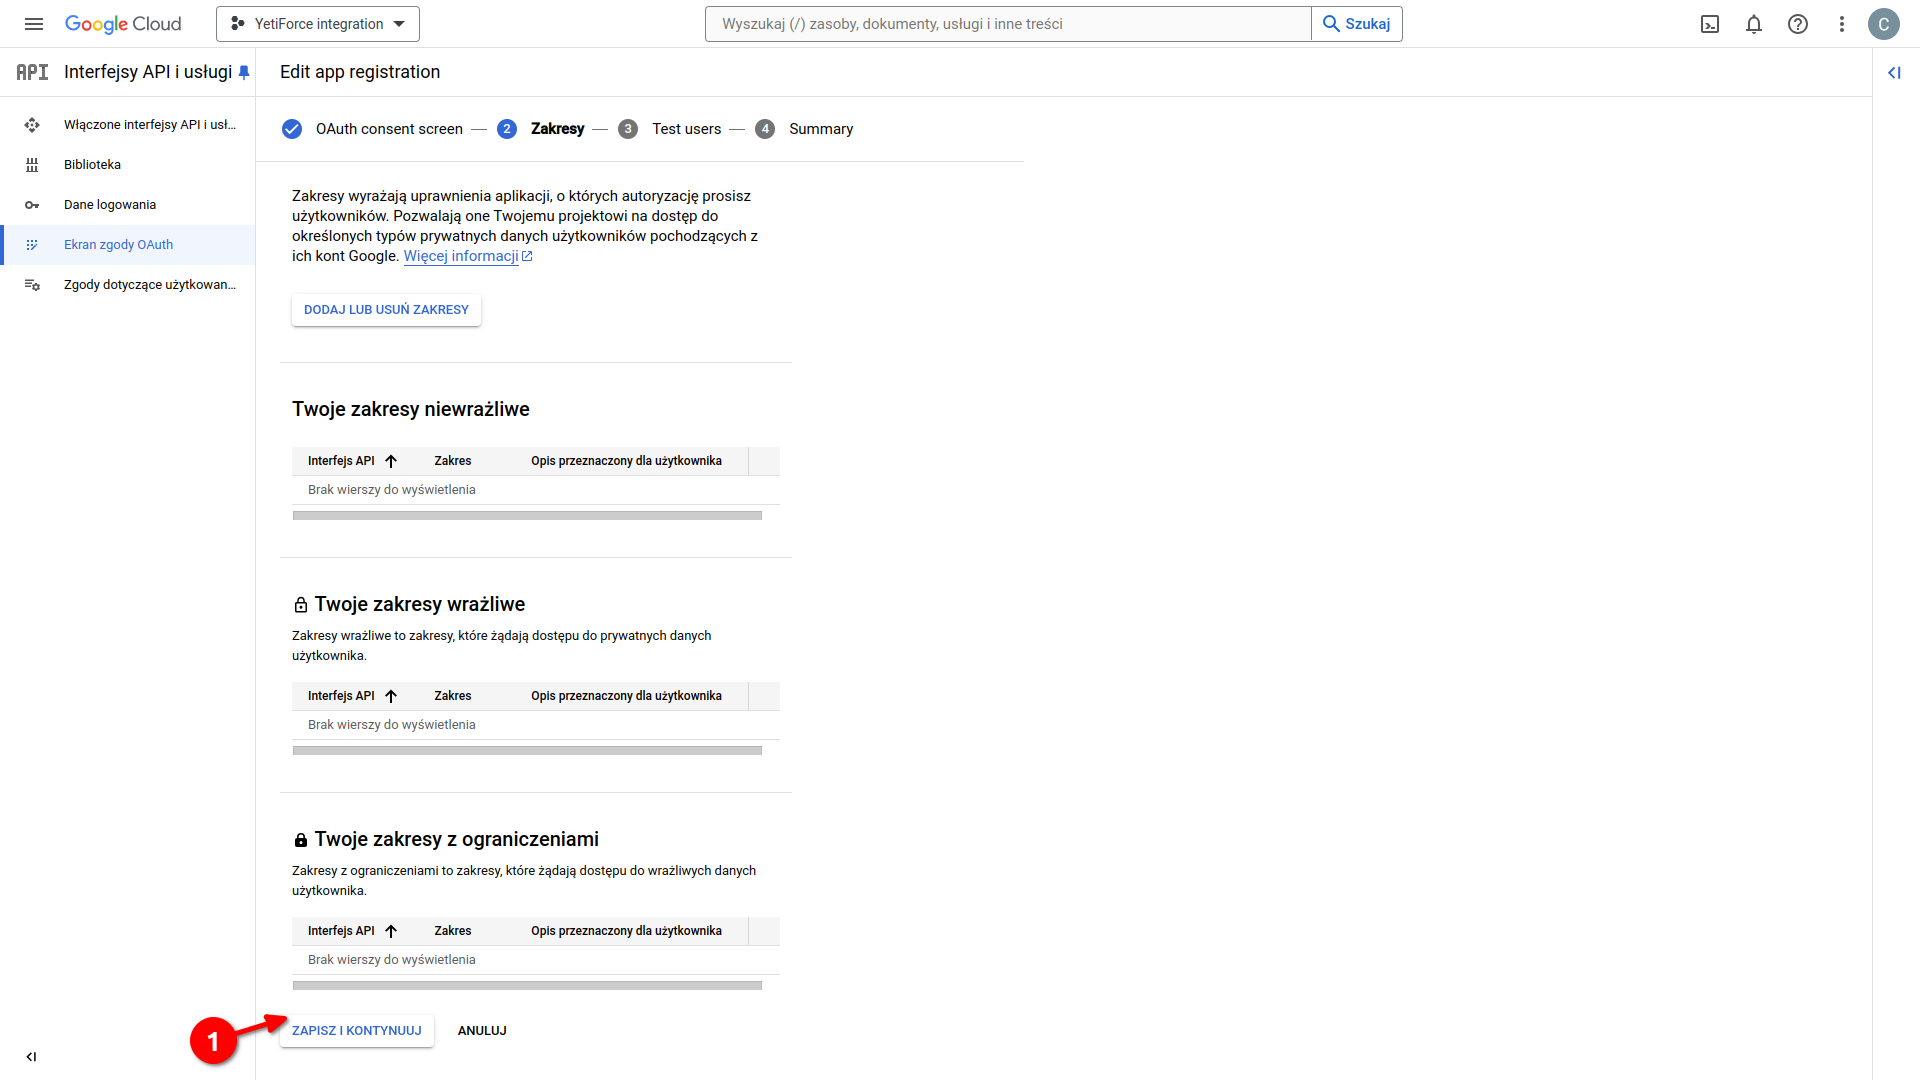 Google Cloud
YetiForce integration
Wyszukaj (/) zasoby, dokumenty, usługi i inne treści
Szukaj
C
API
Interfejsy API i usługi
Edit app registration
Włączone interfejsy API i usł...
Biblioteka
Dane logowania
Ekran zgody OAuth
Zgody dotyczące użytkowan...
OAuth consent screen
2 Zakresy
3 Test users
4 Summary
Zakresy wyrażają uprawnienia aplikacji, o których autoryzację prosisz
użytkowników. Pozwalają one Twojemu projektowi na dostęp do
określonych typów prywatnych danych użytkowników pochodzących z
ich kont Google. Więcej informacji
DODAJ LUB USUŃ ZAKRESY
Twoje zakresy niewrażliwe
Interfejs API Zakres Opis przeznaczony dla użytkownika
Brak wierszy do wyświetlenia
Twoje zakresy wrażliwe
Zakresy wrażliwe to zakresy, które żądają dostępu do prywatnych danych
użytkownika.
Interfejs API Zakres Opis przeznaczony dla użytkownika
Brak wierszy do wyświetlenia
Twoje zakresy z ograniczeniami
Zakresy z ograniczeniami to zakresy, które żądają dostępu do wrażliwych danych
użytkownika.
Interfejs API Zakres Opis przeznaczony dla użytkownika
Brak wierszy do wyświetlenia
1
ZAPISZ I KONTYNUUJ
ANULUJ